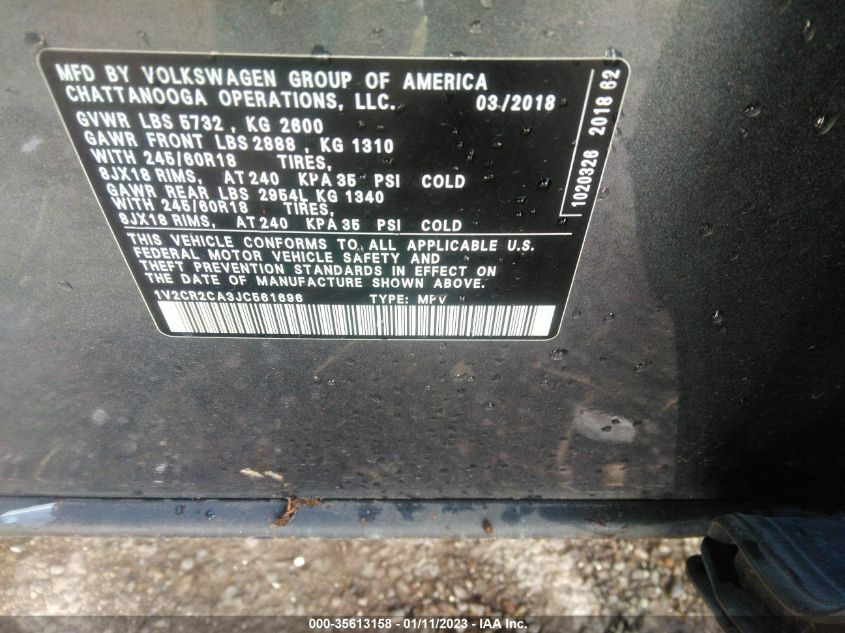 MFD BY VOLKSWAGEN GROUP OF AMERICA
CHATTANOOGA OPERATIONS, LLC. 03/2018
GVWR LBS 5732 , KG 2600
GAWR FRONT LBS 2888 , KG 1310
WITH 245/60R18 TIRES,
8JX18 RIMS, AT 240 KPA 35 PSI COLD
GAWR REAR LBS 2954L KG 1340
WITH 245/60R18 TIRES,
8JX18 RIMS, AT 240 KPA 35 PSI COLD
THIS VEHICLE CONFORMS TO ALL APPLICABLE U.S.
FEDERAL MOTOR VEHICLE SAFETY AND
THEFT PREVENTION STANDARDS IN EFFECT ON
THE DATE OF MANUFACTURE SHOWN ABOVE.
1V2CR2CA3JC561696 TYPE: MPV
1020326 2018 62
000-35613158 - 01/11/2023 - IAA Inc.